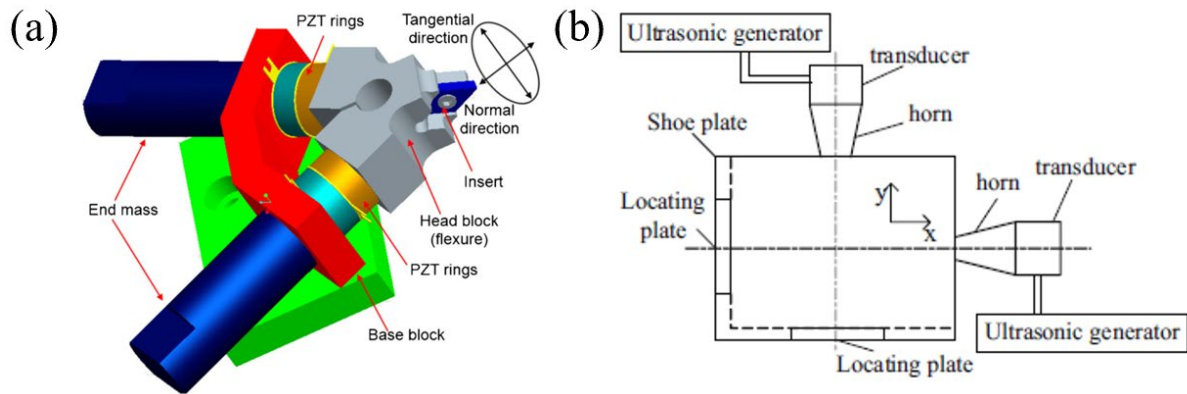 (a)
PZT rings
Tangential
direction
Normal
direction
Insert
End mass
Head block
(flexure)
PZT rings
Base block
(b)
Ultrasonic generator
transducer
horn
Shoe plate
transducer
horn
Locating
plate
y
x
Ultrasonic generator
Locating plate